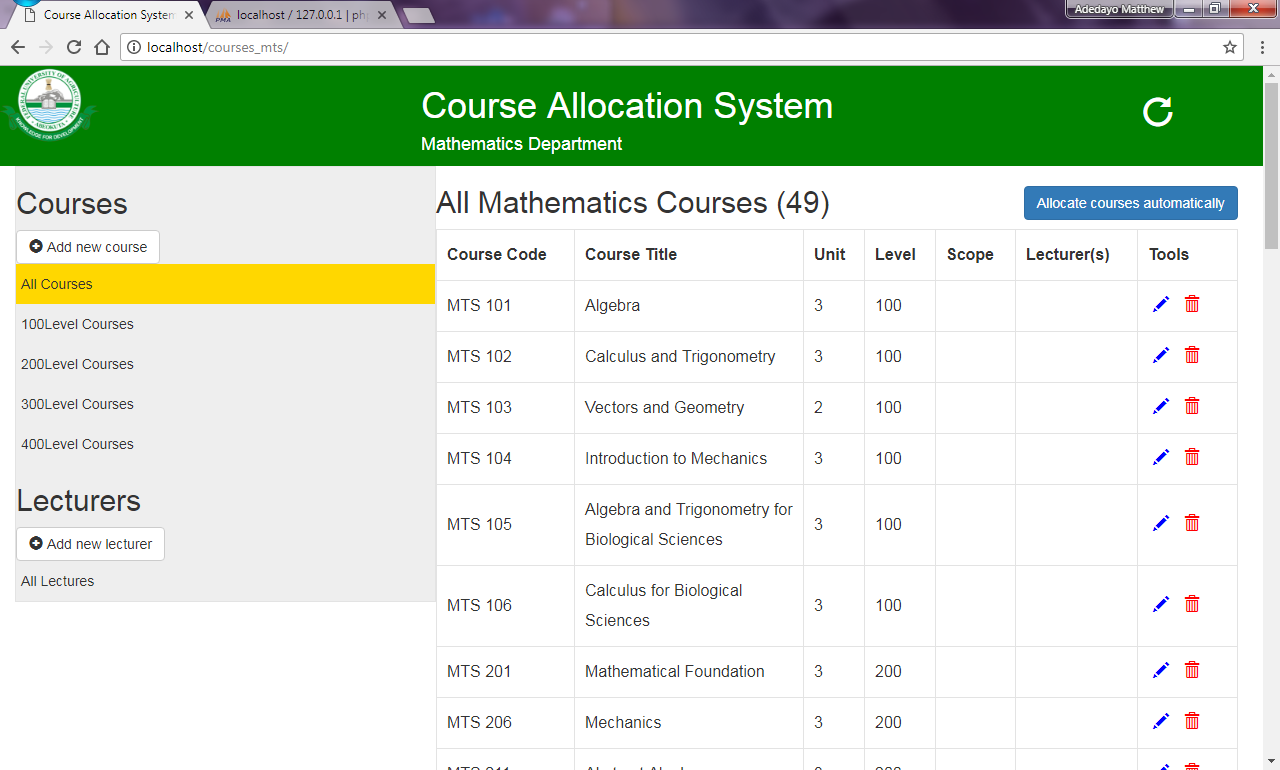 Course Allocation System
localhost / 127.0.0.1 | ph
Adedayo Matthew
localhost/courses_mts/
FEDERAL UNIVERSITY OF AGRICULTURE
ABEOKUTA
KNOWLEDGE FOR DEVELOPMENT
Course Allocation System
Mathematics Department
Courses
Add new course
All Courses
100Level Courses
200Level Courses
300Level Courses
400Level Courses
Lecturers
Add new lecturer
All Lectures
All Mathematics Courses (49)
Allocate courses automatically
Course Code Course Title Unit Level Scope Lecturer(s) Tools
MTS 101 Algebra 3 100
MTS 102 Calculus and Trigonometry 3 100
MTS 103 Vectors and Geometry 2 100
MTS 104 Introduction to Mechanics 3 100
MTS 105 Algebra and Trigonometry for
Biological Sciences 3 100
MTS 106 Calculus for Biological
Sciences 3 100
MTS 201 Mathematical Foundation 3 200
MTS 206 Mechanics 3 200